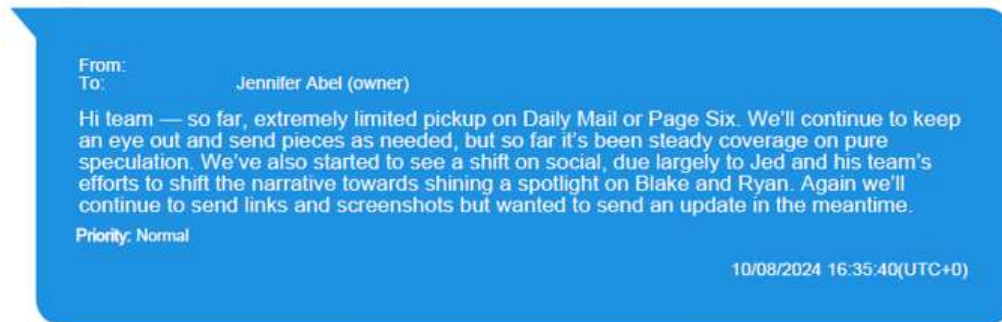 From:
To: Jennifer Abel (owner)
Hi team — so far, extremely limited pickup on Daily Mail or Page Six. We'll continue to keep
an eye out and send pieces as needed, but so far it's been steady coverage on pure
speculation. We've also started to see a shift on social, due largely to Jed and his team's
efforts to shift the narrative towards shining a spotlight on Blake and Ryan. Again we'll
continue to send links and screenshots but wanted to send an update in the meantime.
Priority: Normal
10/08/2024 16:35:40(UTC+0)